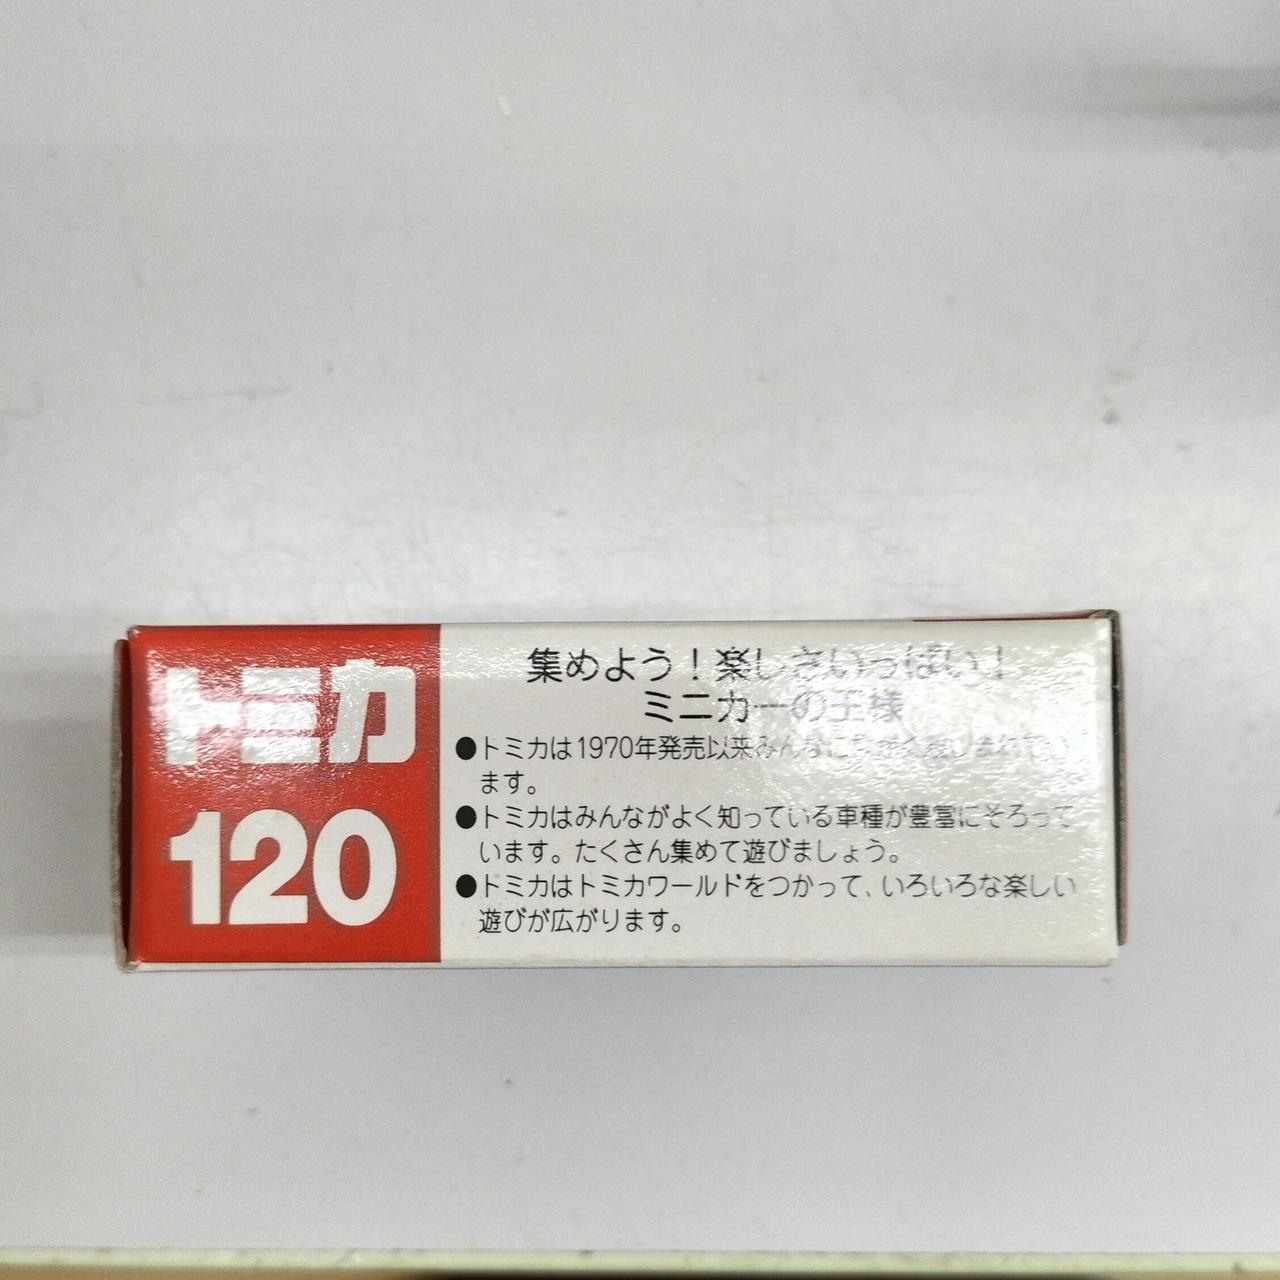 トミカ
120
集めよう！楽しさいっぱい！
ミニカーの王様
●トミカは1970年発売以来みんなに
ます。
●トミカはみんながよく知っている車種が豊富にそろって
います。たくさん集めて遊びましょう。
●トミカはトミカワールドをつかって、いろいろな楽しい
遊びが広がります。